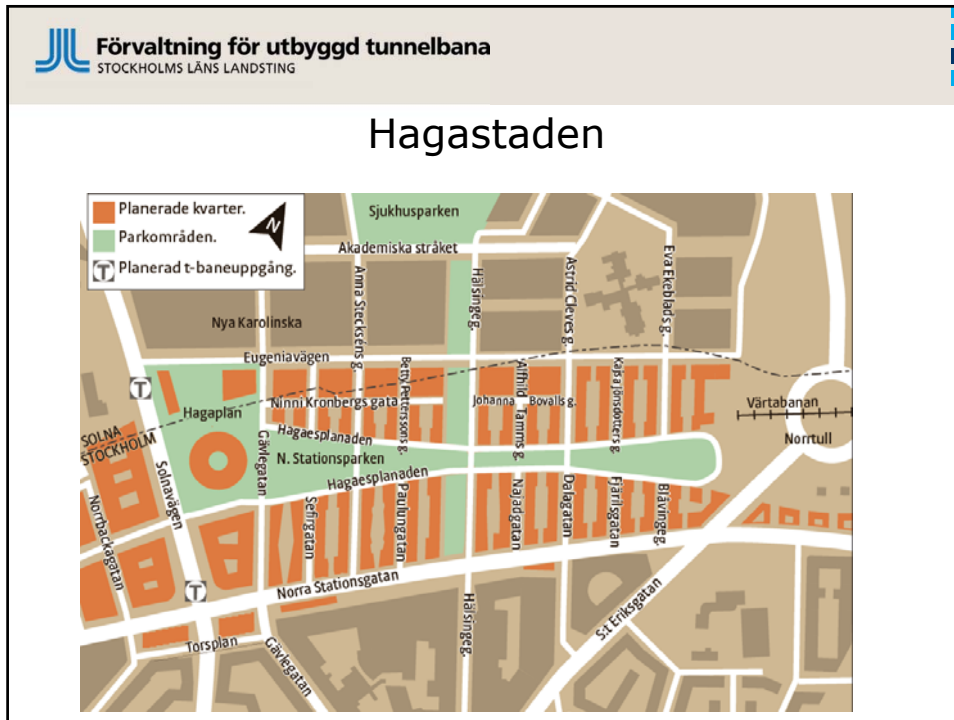 Förvaltning för utbyggd tunnelbana
STOCKHOLMS LÄNS LANDSTING
Hagastaden
Planerade kvarter.
Parkområden.
T Planerad t-baneuppgång.
N
Sjukhusparken
Akademiska stråket
Anna Steckséns g.
Hälsingeg.
Astrid Cleves g.
Eva Ekeblads g.
Nya Karolinska
Eugeniavägen
Betty Petterssons g.
Alfhild Tamms g.
Kajsa Jönsdotters g.
T
Ninni Kronbergs gata
Johanna Bovalls g.
Värtabanan
Hagaplan
SOLNA
STOCKHOLM
Hagaesplanaden
Gävlegatan
Norrtull
N. Stationsparken
Hagaesplanaden
Solnavägen
Norrbackagatan
Sefirgatan
Paulungatan
Najadgatan
Dalagatan
Fjärilsgatan
Blåvingeg.
T
Norra Stationsgatan
Hälsingeg.
S:t Eriksgatan
Torsplan
Gävlegatan